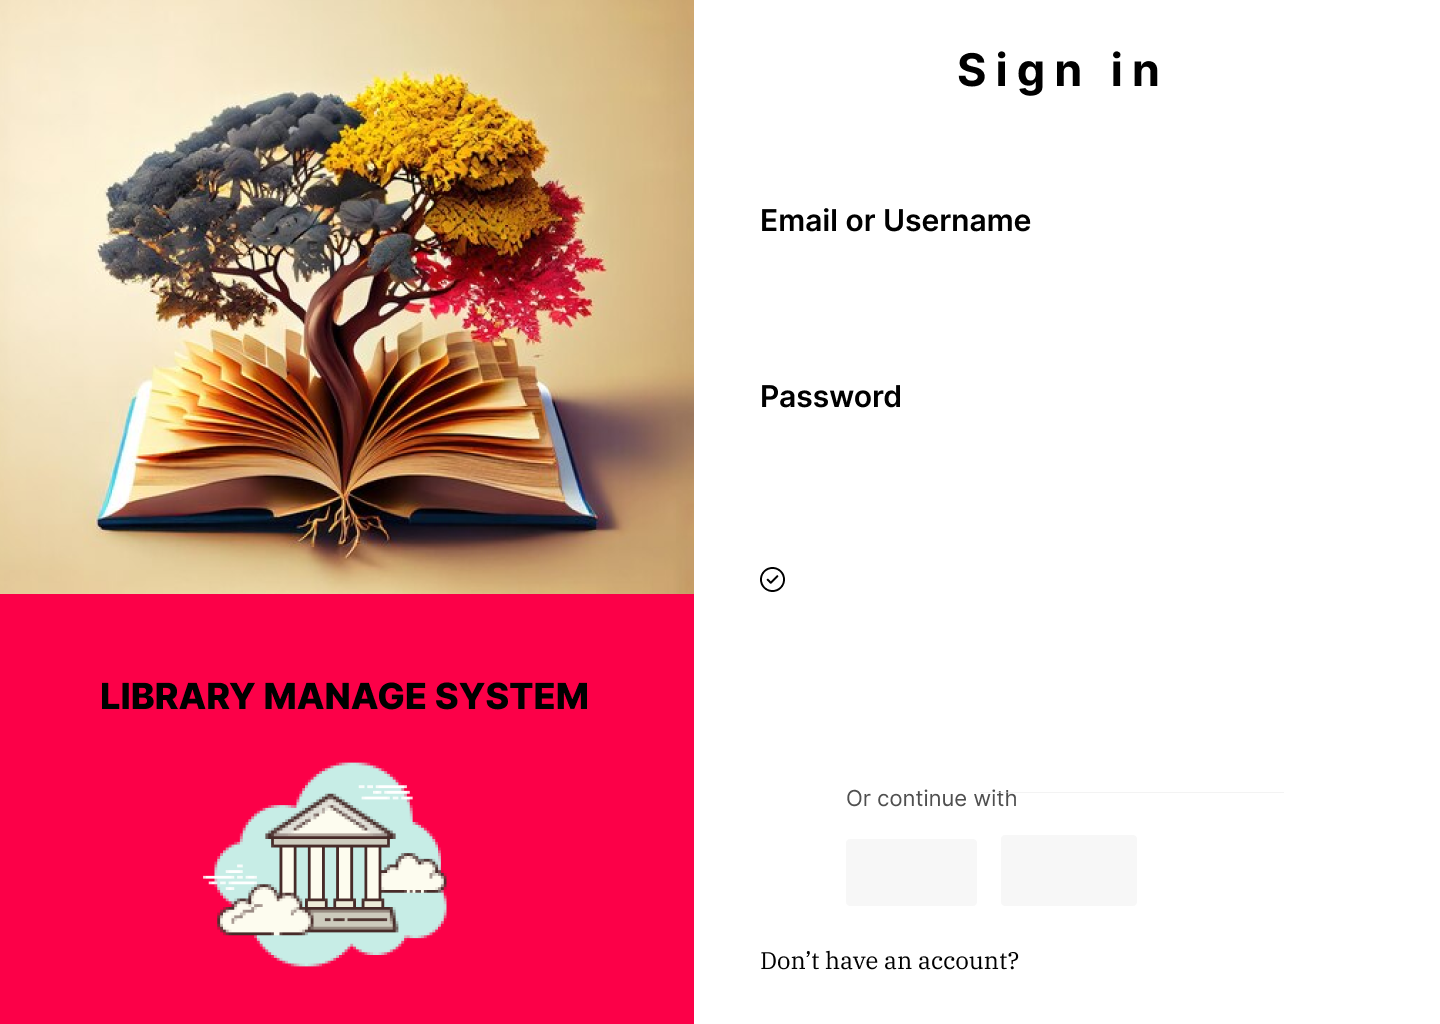 Sign in
Email or Username
Password
LIBRARY MANAGE SYSTEM
Or continue with
Don’t have an account?